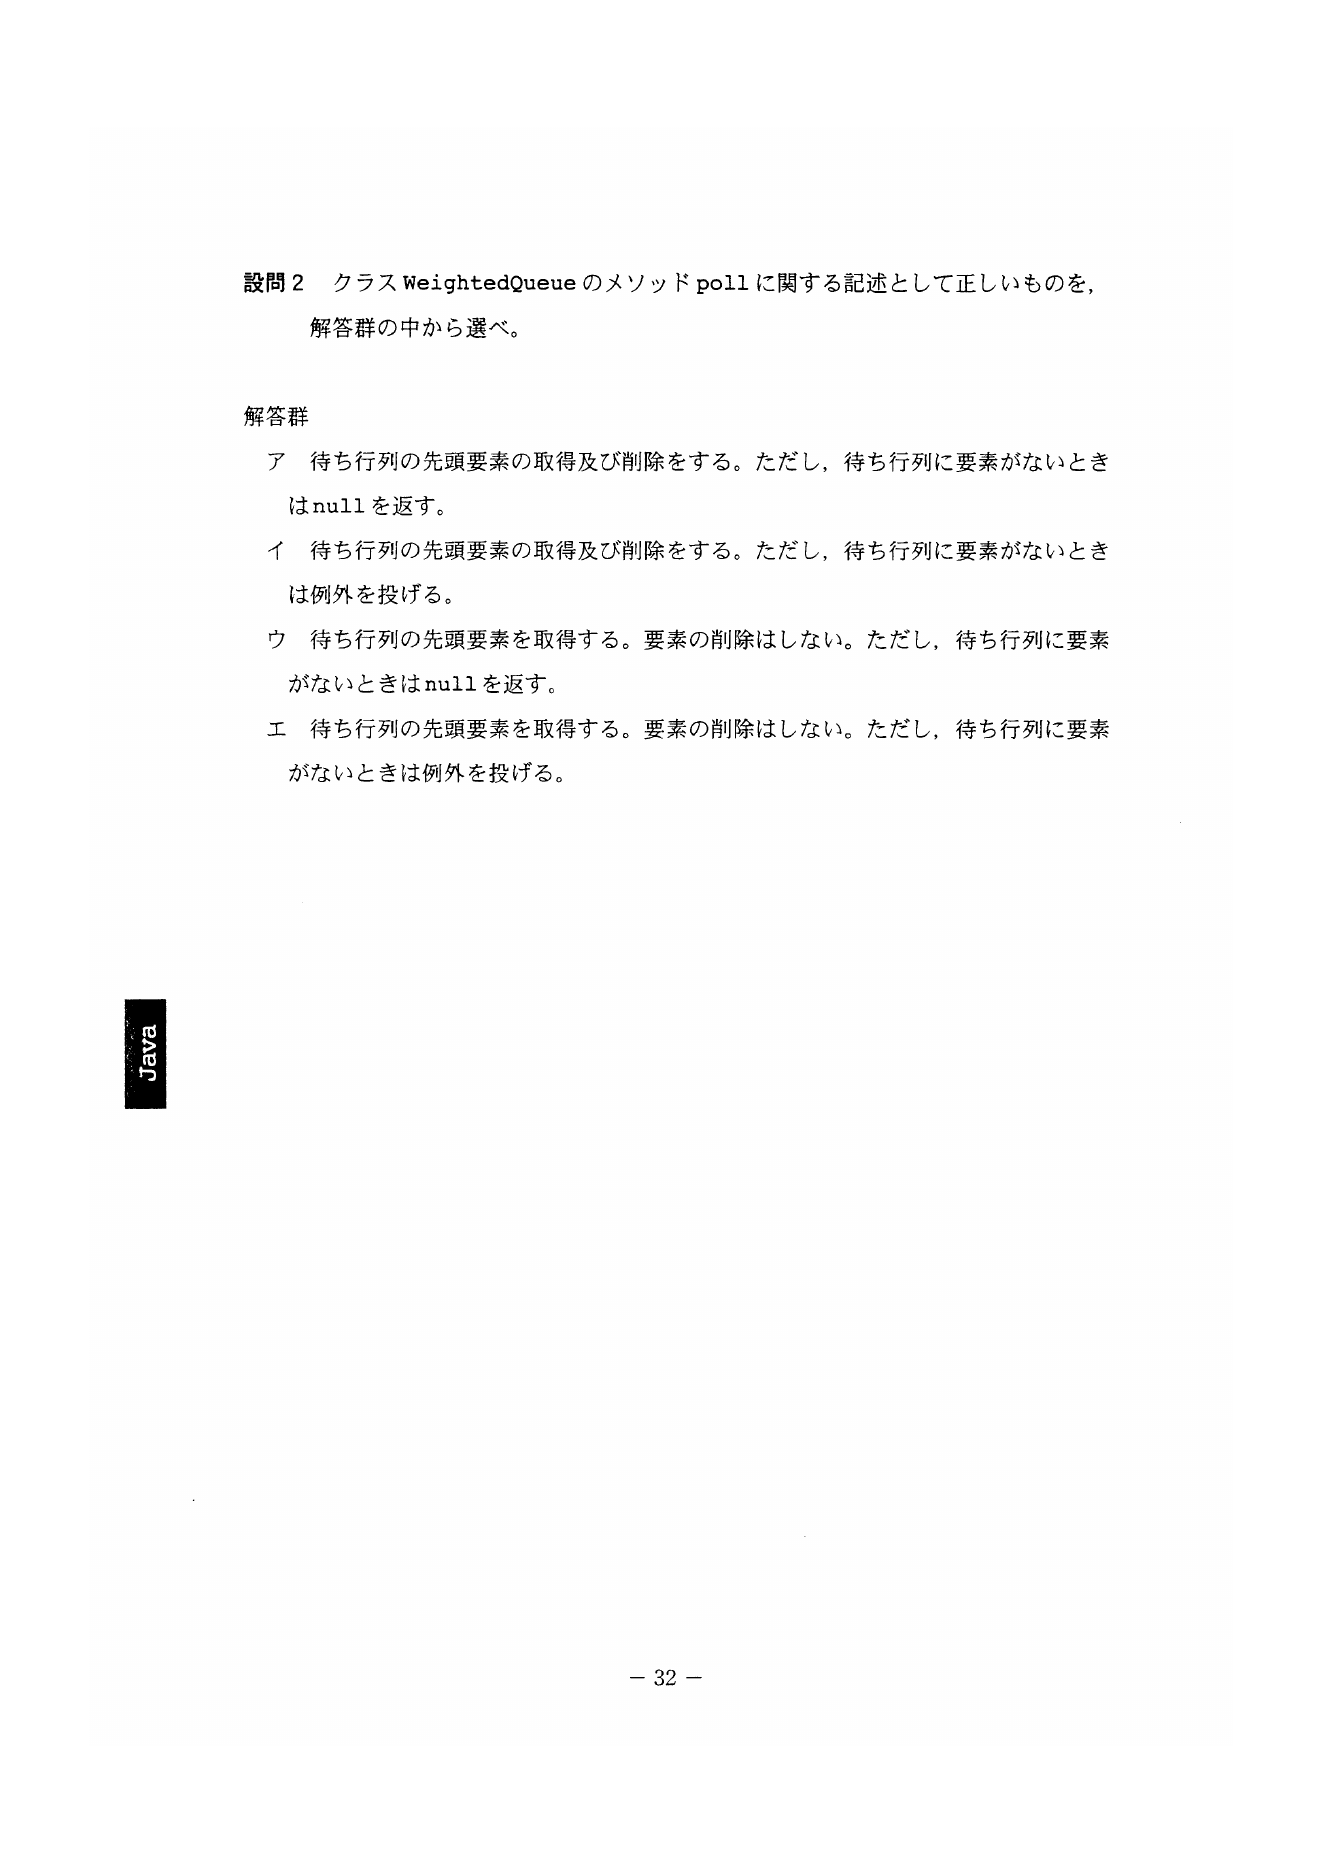 設問2　クラス WeightedQueue のメソッド poll に関する記述として正しいものを，
解答群の中から選べ。
解答群
ア　待ち行列の先頭要素の取得及び削除をする。ただし，待ち行列に要素がないとき
はnullを返す。
イ　待ち行列の先頭要素の取得及び削除をする。ただし，待ち行列に要素がないとき
は例外を投げる。
ウ　待ち行列の先頭要素を取得する。要素の削除はしない。ただし，待ち行列に要素
がないときはnullを返す。
エ　待ち行列の先頭要素を取得する。要素の削除はしない。ただし，待ち行列に要素
がないときは例外を投げる。
Java
－ 32 －